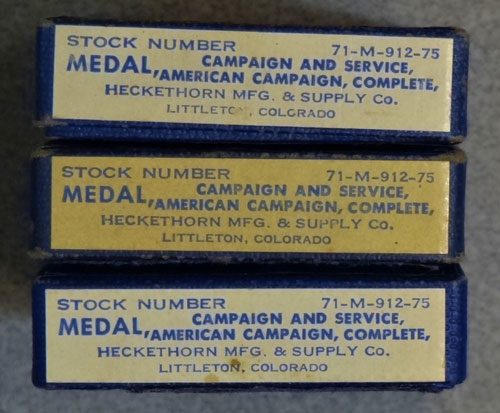 STOCK NUMBER 71-M-912-75
MEDAL, CAMPAIGN AND SERVICE,
AMERICAN CAMPAIGN, COMPLETE,
HECKETHORN MFG. & SUPPLY Co.
LITTLETON, COLORADO
STOCK NUMBER 71-M-912-75
MEDAL, CAMPAIGN AND SERVICE,
AMERICAN CAMPAIGN, COMPLETE,
HECKETHORN MFG. & SUPPLY Co.
LITTLETON, COLORADO
STOCK NUMBER 71-M-912-75
MEDAL, CAMPAIGN AND SERVICE,
AMERICAN CAMPAIGN, COMPLETE,
HECKETHORN MFG. & SUPPLY Co.
LITTLETON, COLORADO